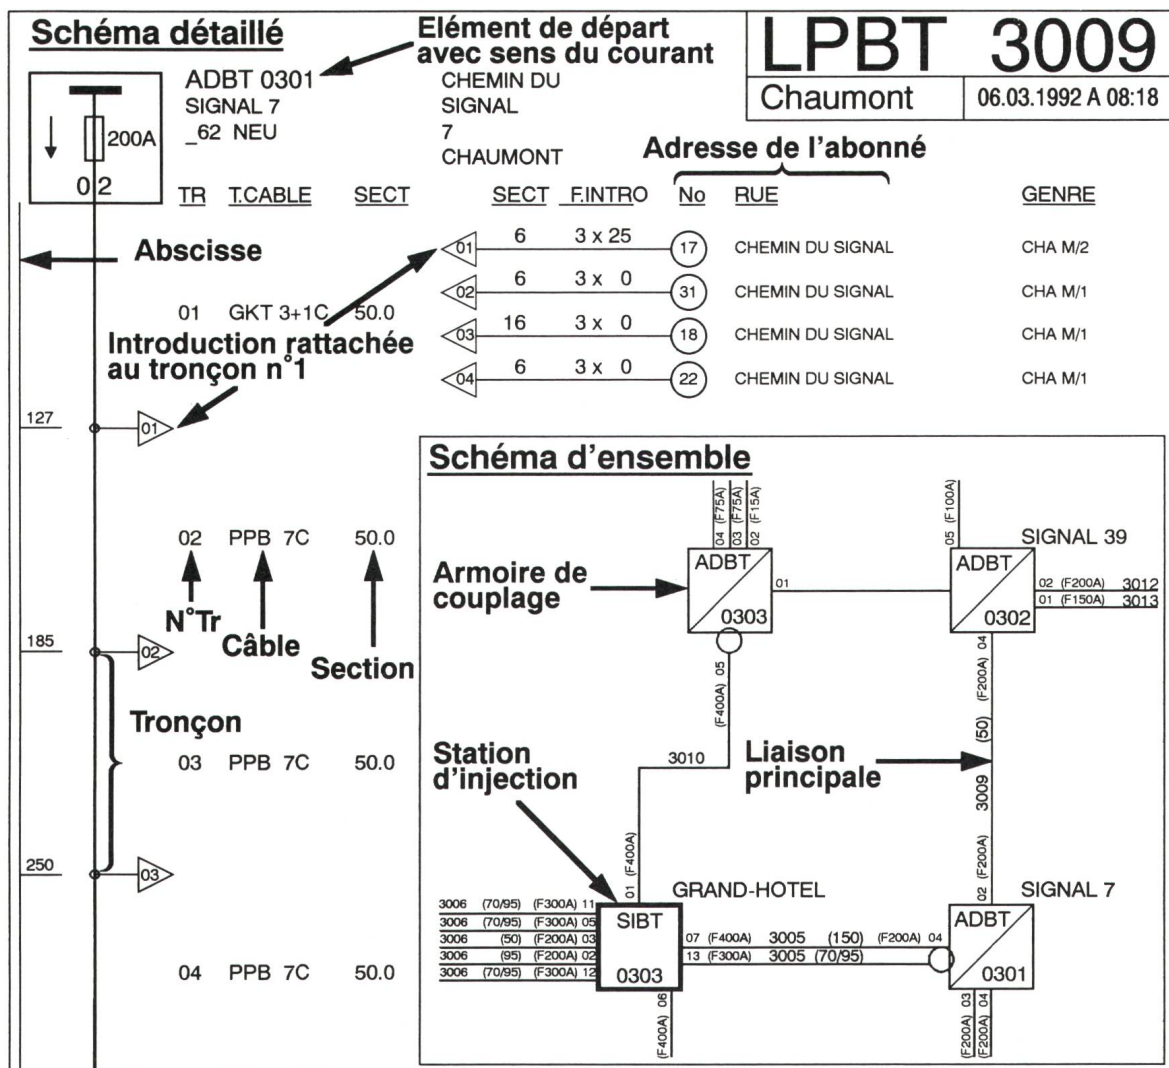 Schéma détaillé
Elément de départ
avec sens du courant
LPBT 3009
Chaumont
06.03.1992 A 08:18
200A
02
ADBT 0301
SIGNAL 7
_62 NEU
CHEMIN DU
SIGNAL
7
CHAUMONT
Adresse de l'abonné
TR T.CABLE SECT
SECT F.INTRO No RUE GENRE
Abscisse
01 6 3 x 25 17 CHEMIN DU SIGNAL CHA M/2
02 6 3 x 0 31 CHEMIN DU SIGNAL CHA M/1
01 GKT 3+1C 50.0
03 16 3 x 0 18 CHEMIN DU SIGNAL CHA M/1
04 6 3 x 0 22 CHEMIN DU SIGNAL CHA M/1
Introduction rattachée
au tronçon n°1
127
01
02 PPB 7C 50.0
N°Tr
Câble
Section
185
02
Tronçon
03 PPB 7C 50.0
250
03
04 PPB 7C 50.0
Schéma d'ensemble
04 (F75A)
03 (F75A)
02 (F15A)
05 (F100A)
SIGNAL 39
Armoire de
couplage
ADBT
0303
01
ADBT
0302
02 (F200A) 3012
01 (F150A) 3013
(F400A) 05
3010
(F200A) 04
3009 (50)
02 (F200A)
Liaison
principale
Station
d'injection
01 (F400A)
GRAND-HOTEL
SIGNAL 7
3006 (70/95) (F300A) 11
3006 (70/95) (F300A) 05
3006 (50) (F200A) 03
3006 (95) (F200A) 02
3006 (70/95) (F300A) 12
SIBT
0303
07 (F400A) 3005 (150) (F200A) 04
13 (F300A) 3005 (70/95)
ADBT
0301
(F400A) 06
(F200A) 03
(F200A) 04